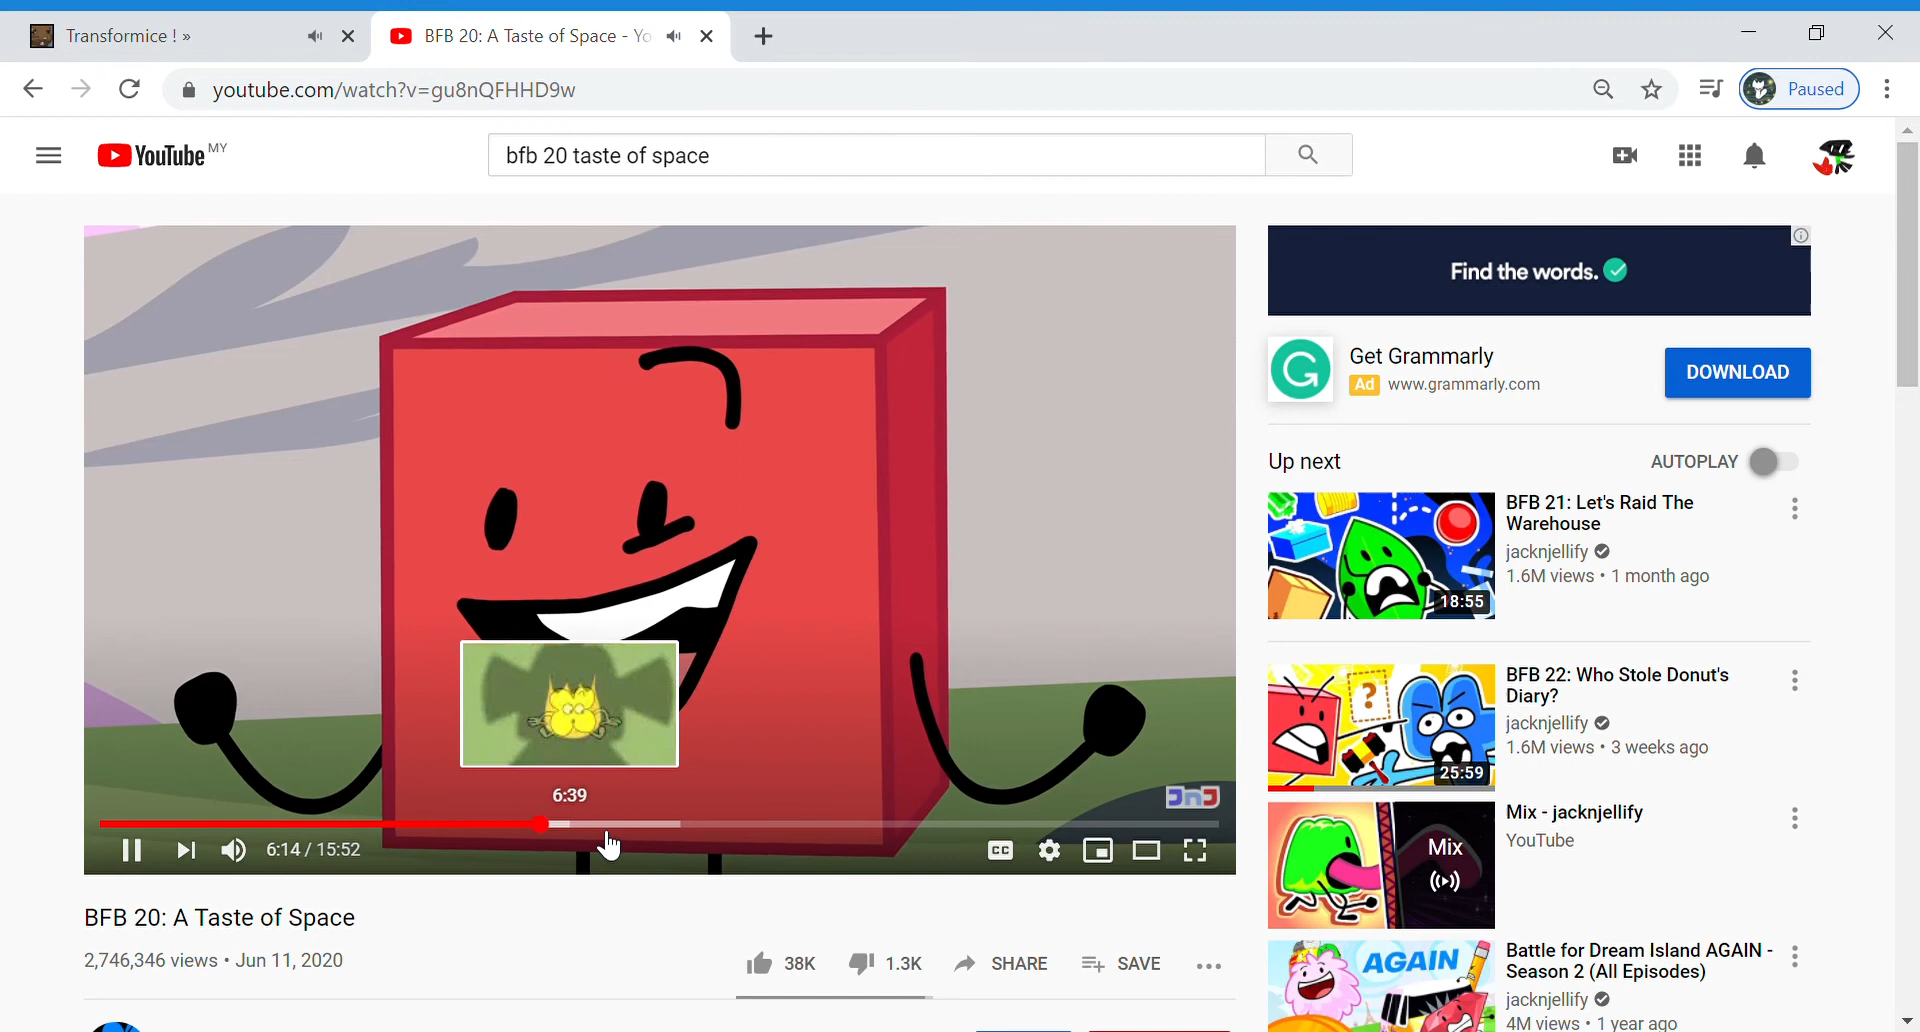 Transformice ! »
BFB 20: A Taste of Space - Yo
youtube.com/watch?v=gu8nQFHHD9w
Paused
YouTube MY
bfb 20 taste of space
6:39
JnJ
6:14 / 15:52
CC
BFB 20: A Taste of Space
2,746,346 views • Jun 11, 2020
38K
1.3K
SHARE
SAVE
Find the words.
Get Grammarly
Ad www.grammarly.com
DOWNLOAD
Up next
AUTOPLAY
18:55
BFB 21: Let's Raid The
Warehouse
jacknjellify
1.6M views • 1 month ago
?
25:59
BFB 22: Who Stole Donut's
Diary?
jacknjellify
1.6M views • 3 weeks ago
Mix
Mix - jacknjellify
YouTube
AGAIN
Battle for Dream Island AGAIN -
Season 2 (All Episodes)
jacknjellify
4M views • 1 year ago